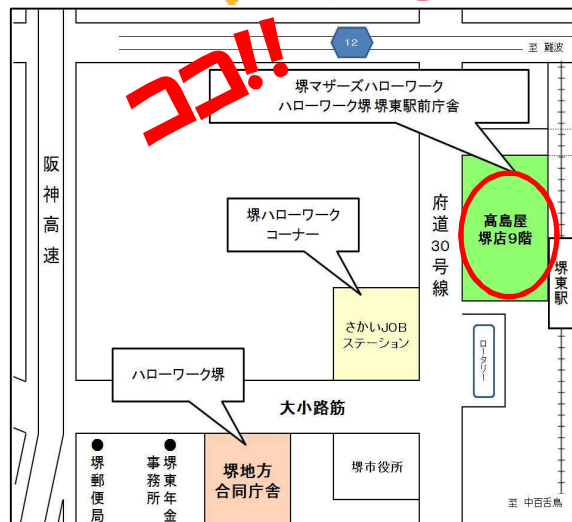 ココ!!
12
至 難波
堺マザーズハローワーク
ハローワーク堺 堺東駅前庁舎
阪神高速
府道30号線
堺ハローワーク
コーナー
髙島屋
堺店9階
堺東駅
さかいJOB
ステーション
ロータリー
ハローワーク堺
大小路筋
●堺郵便局
●堺東年金
事務所
堺地方
合同庁舎
堺市役所
至 中百舌鳥